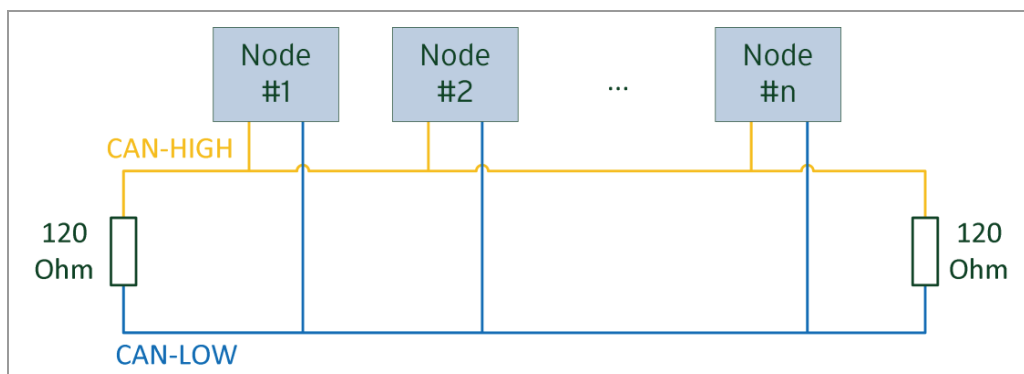 Node
#1
Node
#2
...
Node
#n
CAN-HIGH
120
Ohm
120
Ohm
CAN-LOW